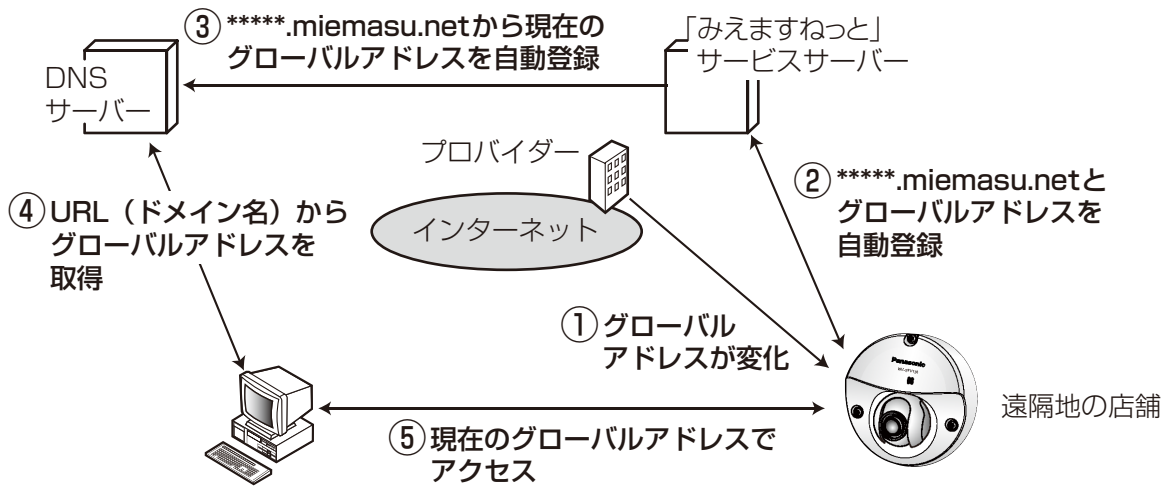 ③*****.miemasu.netから現在の
グローバルアドレスを自動登録
「みえますねっと」
サービスサーバー
DNS
サーバー
プロバイダー
②*****.miemasu.netと
グローバルアドレスを
自動登録
④URL（ドメイン名）から
グローバルアドレスを
取得
インターネット
①グローバル
アドレスが変化
Panasonic
遠隔地の店舗
⑤現在のグローバルアドレスで
アクセス